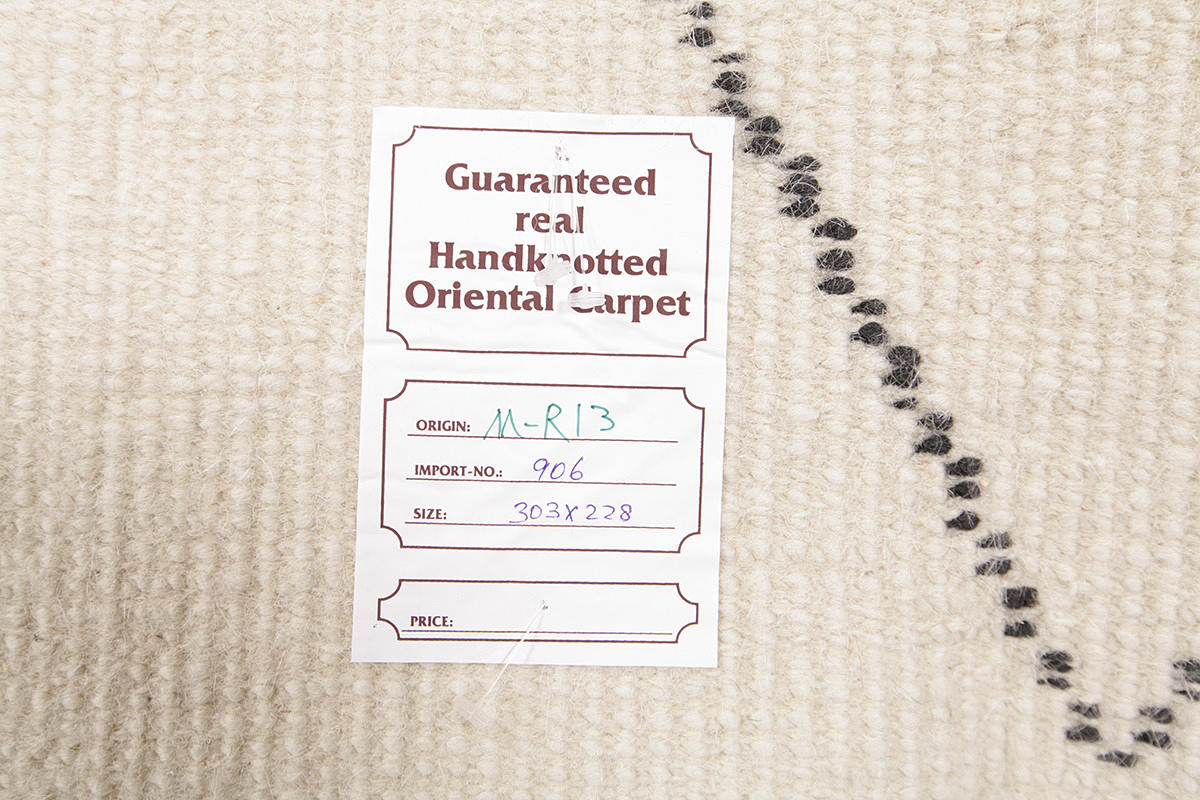 Guaranteed
real
Handknotted
Oriental Carpet
ORIGIN: M-R13
IMPORT-NO.: 906
SIZE: 303x228
PRICE: